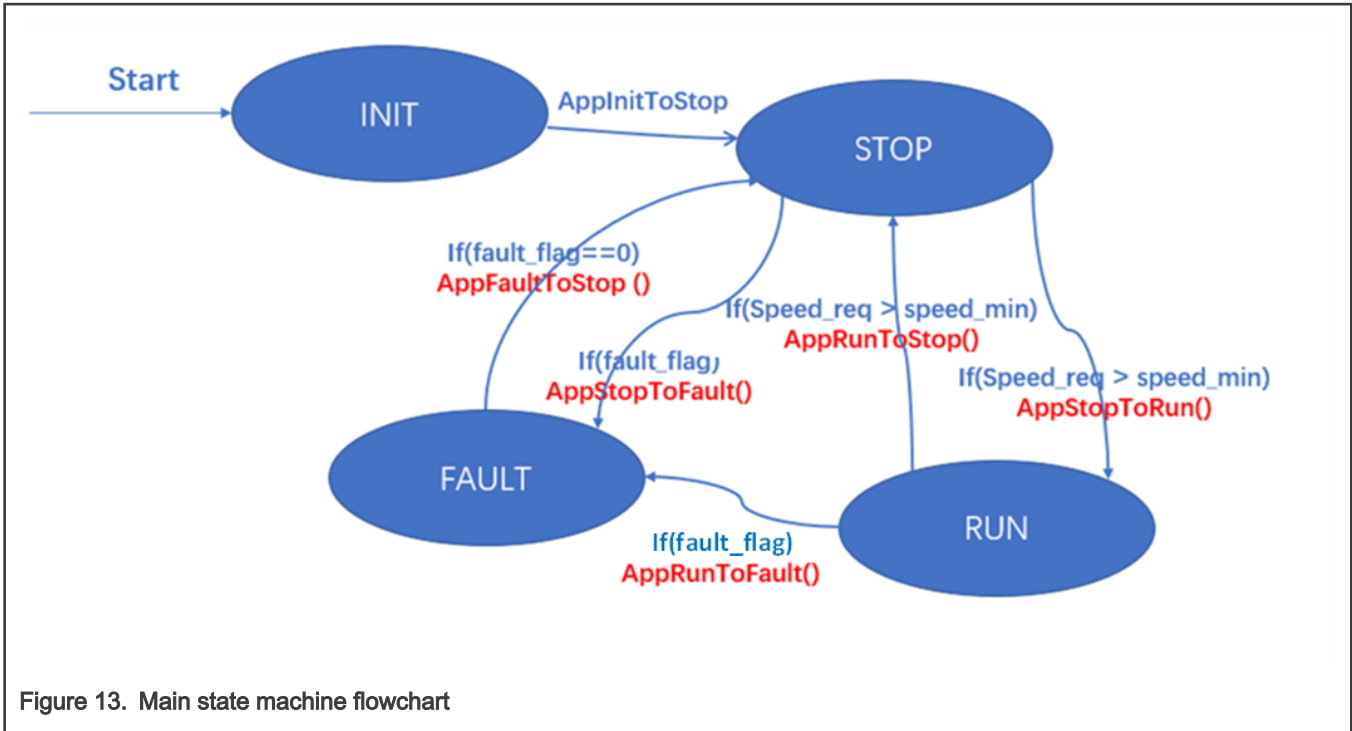 Start
INIT
AppInitToStop
STOP
If(fault_flag==0)
AppFaultToStop ()
If(Speed_req > speed_min)
AppRunToStop()
If(fault_flag)
AppStopToFault()
If(Speed_req > speed_min)
AppStopToRun()
FAULT
RUN
If(fault_flag)
AppRunToFault()
Figure 13. Main state machine flowchart